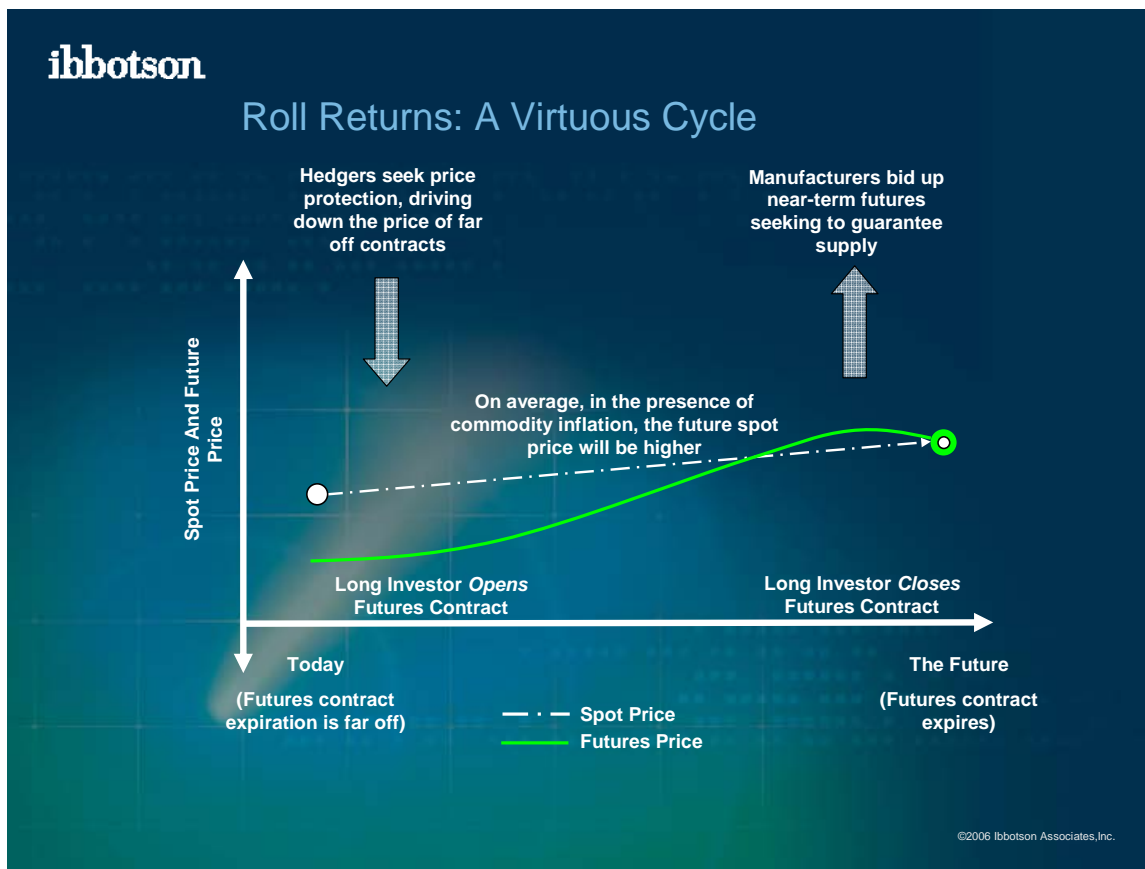 ibbotson
Roll Returns: A Virtuous Cycle
Hedgers seek price
protection, driving
down the price of far
off contracts
Manufacturers bid up
near-term futures
seeking to guarantee
supply
Spot Price And Future
Price
On average, in the presence of
commodity inflation, the future spot
price will be higher
Long Investor Opens
Futures Contract
Long Investor Closes
Futures Contract
Today
(Futures contract
expiration is far off)
The Future
(Futures contract
expires)
Spot Price
Futures Price
©2006 Ibbotson Associates,Inc.